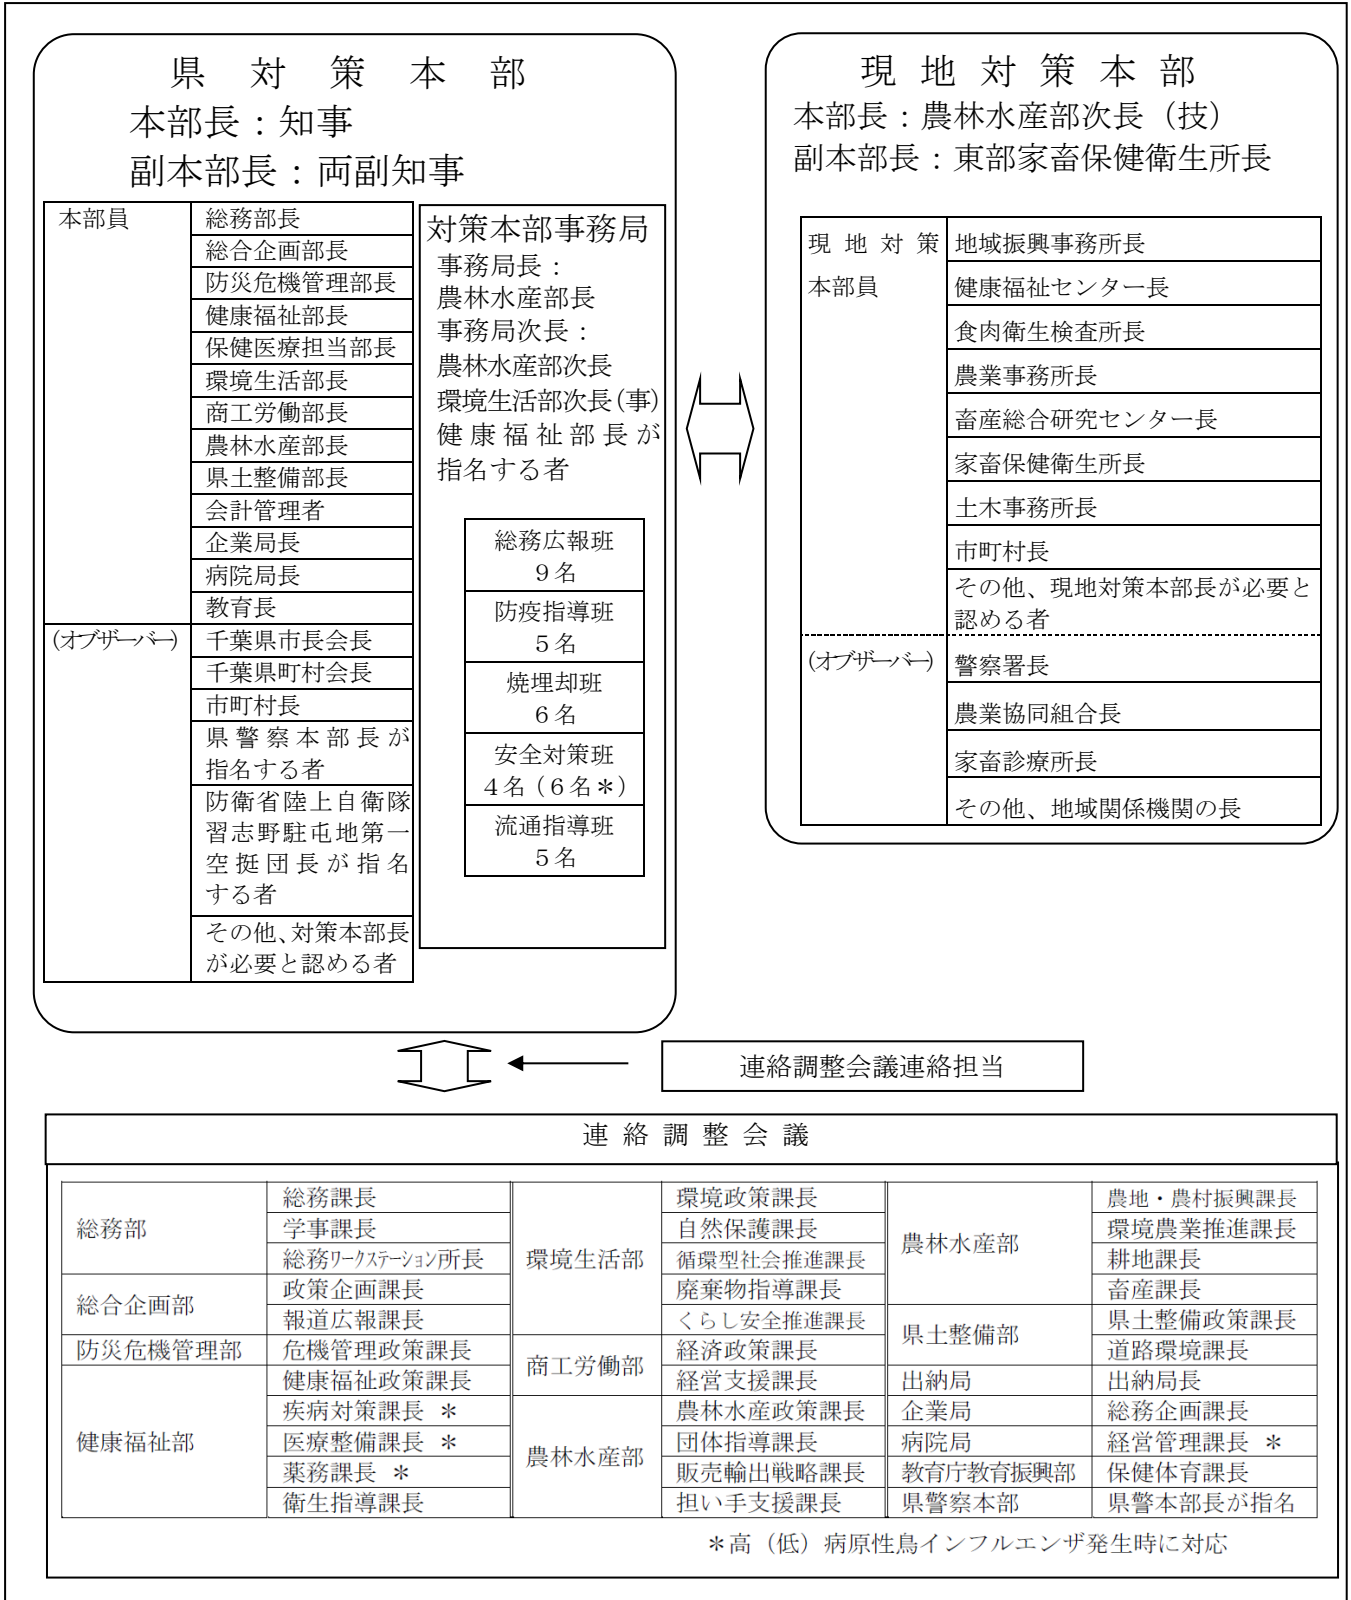 県対策本部
本部長：知事
副本部長：両副知事
本部員
総務部長
総合企画部長
防災危機管理部長
健康福祉部長
保健医療担当部長
環境生活部長
商工労働部長
農林水産部長
県土整備部長
会計管理者
企業局長
病院局長
教育長
(オブザーバー)
千葉県市長会長
千葉県町村会長
市町村長
県警察本部長が
指名する者
防衛省陸上自衛隊
習志野駐屯地第一
空挺団長が指名
する者
その他、対策本部長
が必要と認める者
対策本部事務局
事務局長：
農林水産部長
事務局次長：
農林水産部次長
環境生活部次長(事)
健康福祉部長が
指名する者
総務広報班
９名
防疫指導班
５名
焼埋却班
６名
安全対策班
４名（６名＊）
流通指導班
５名
現地対策本部
本部長：農林水産部次長（技）
副本部長：東部家畜保健衛生所長
現地対策
本部員
地域振興事務所長
健康福祉センター長
食肉衛生検査所長
農業事務所長
畜産総合研究センター長
家畜保健衛生所長
土木事務所長
市町村長
その他、現地対策本部長が必要と
認める者
(オブザーバー)
警察署長
農業協同組合長
家畜診療所長
その他、地域関係機関の長
連絡調整会議連絡担当
連絡調整会議
総務部
総務課長
学事課長
総務ワークステーション所長
総合企画部
政策企画課長
報道広報課長
防災危機管理部
危機管理政策課長
健康福祉部
健康福祉政策課長
疾病対策課長 ＊
医療整備課長 ＊
薬務課長 ＊
衛生指導課長
環境生活部
環境政策課長
自然保護課長
循環型社会推進課長
廃棄物指導課長
くらし安全推進課長
商工労働部
経済政策課長
経営支援課長
農林水産部
農林水産政策課長
団体指導課長
販売輸出戦略課長
担い手支援課長
農林水産部
農地・農村振興課長
環境農業推進課長
耕地課長
畜産課長
県土整備部
県土整備政策課長
道路環境課長
出納局
出納局長
企業局
総務企画課長
病院局
経営管理課長 ＊
教育庁教育振興部
保健体育課長
県警察本部
県警本部長が指名
＊高（低）病原性鳥インフルエンザ発生時に対応